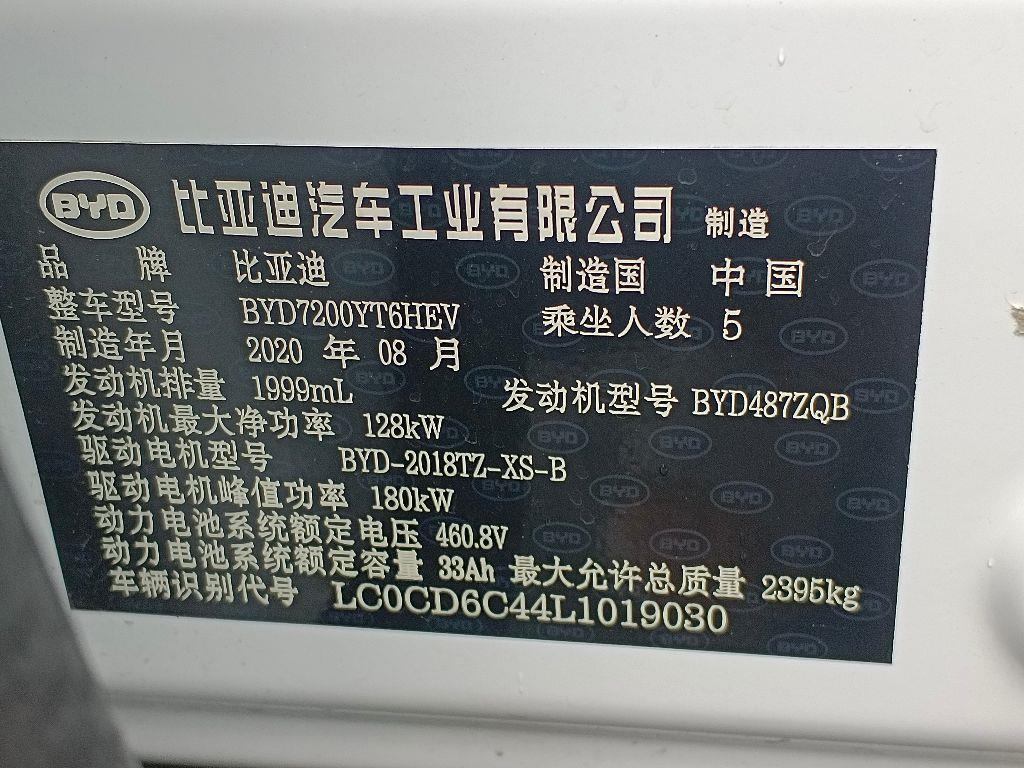 BYD 比亚迪汽车工业有限公司 制造
品 牌 比亚迪 制造国 中国
整车型号 BYD7200YT6HEV 乘坐人数 5
制造年月 2020 年 08 月
发动机排量 1999mL 发动机型号 BYD487ZQB
发动机最大净功率 128kW
驱动电机型号 BYD-2018TZ-XS-B
驱动电机峰值功率 180kW
动力电池系统额定电压 460.8V
动力电池系统额定容量 33Ah 最大允许总质量 2395kg
车辆识别代号 LC0CD6C44L1019030